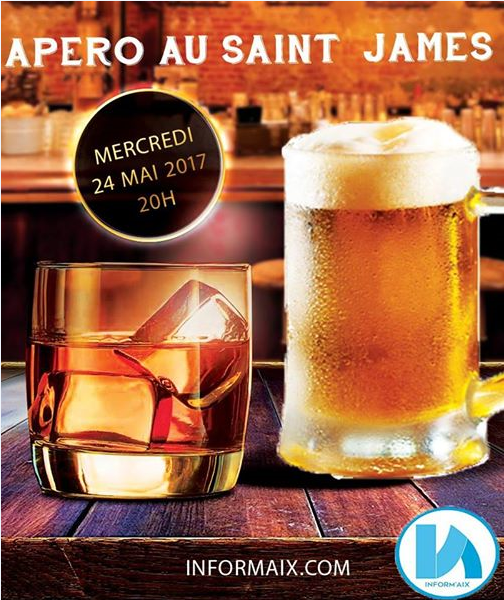 APERO AU SAINT JAMES
MERCREDI
24 MAI 2017
20H
INFORMAIX.COM
INFORM'AIX